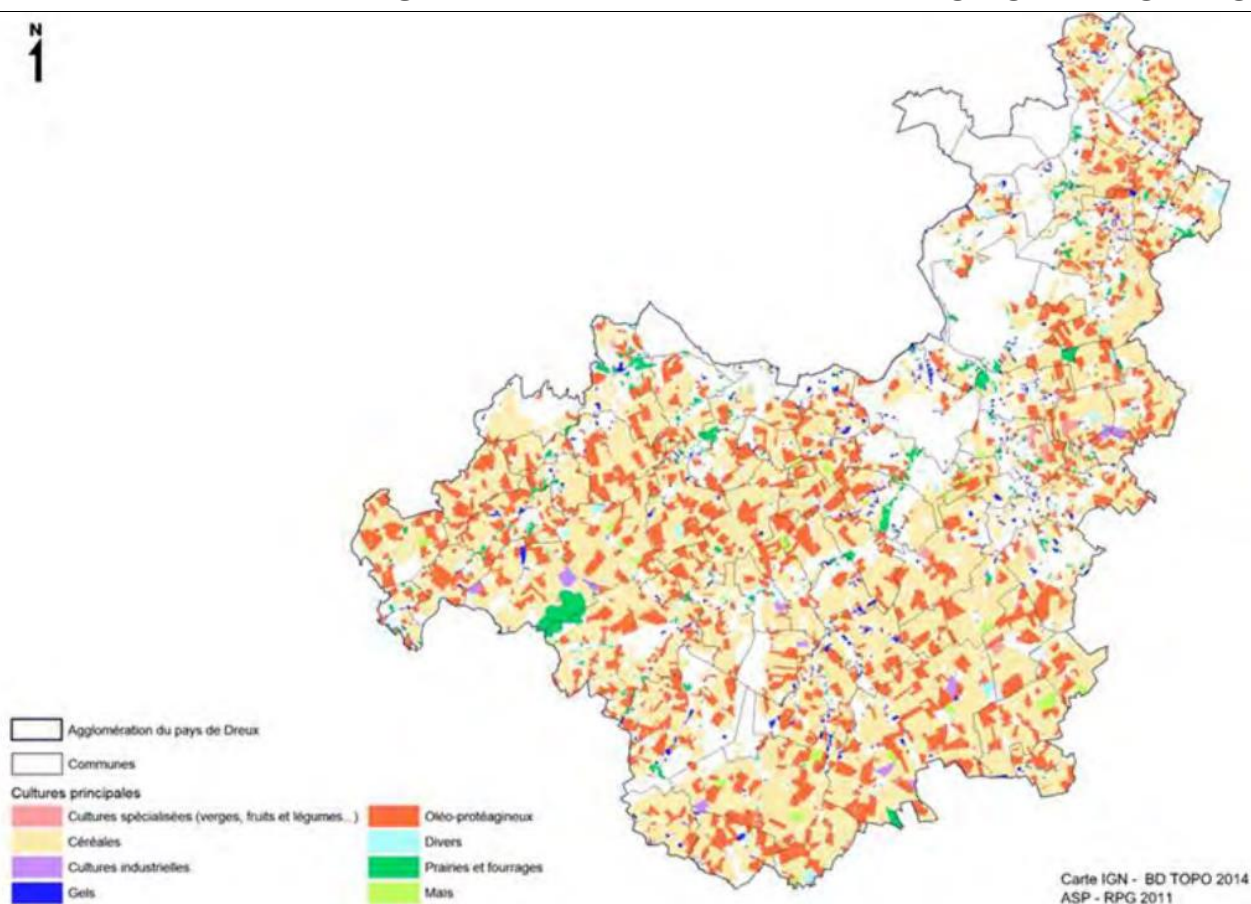 N
Agglomération du pays de Dreux
Communes
Cultures principales
Cultures spécialisées (verges, fruits et légumes...)
Céréales
Cultures industrielles
Gels
Oléo-protéagineux
Divers
Prairies et fourrages
Maïs
Carte IGN - BD TOPO 2014
ASP - RPG 2011